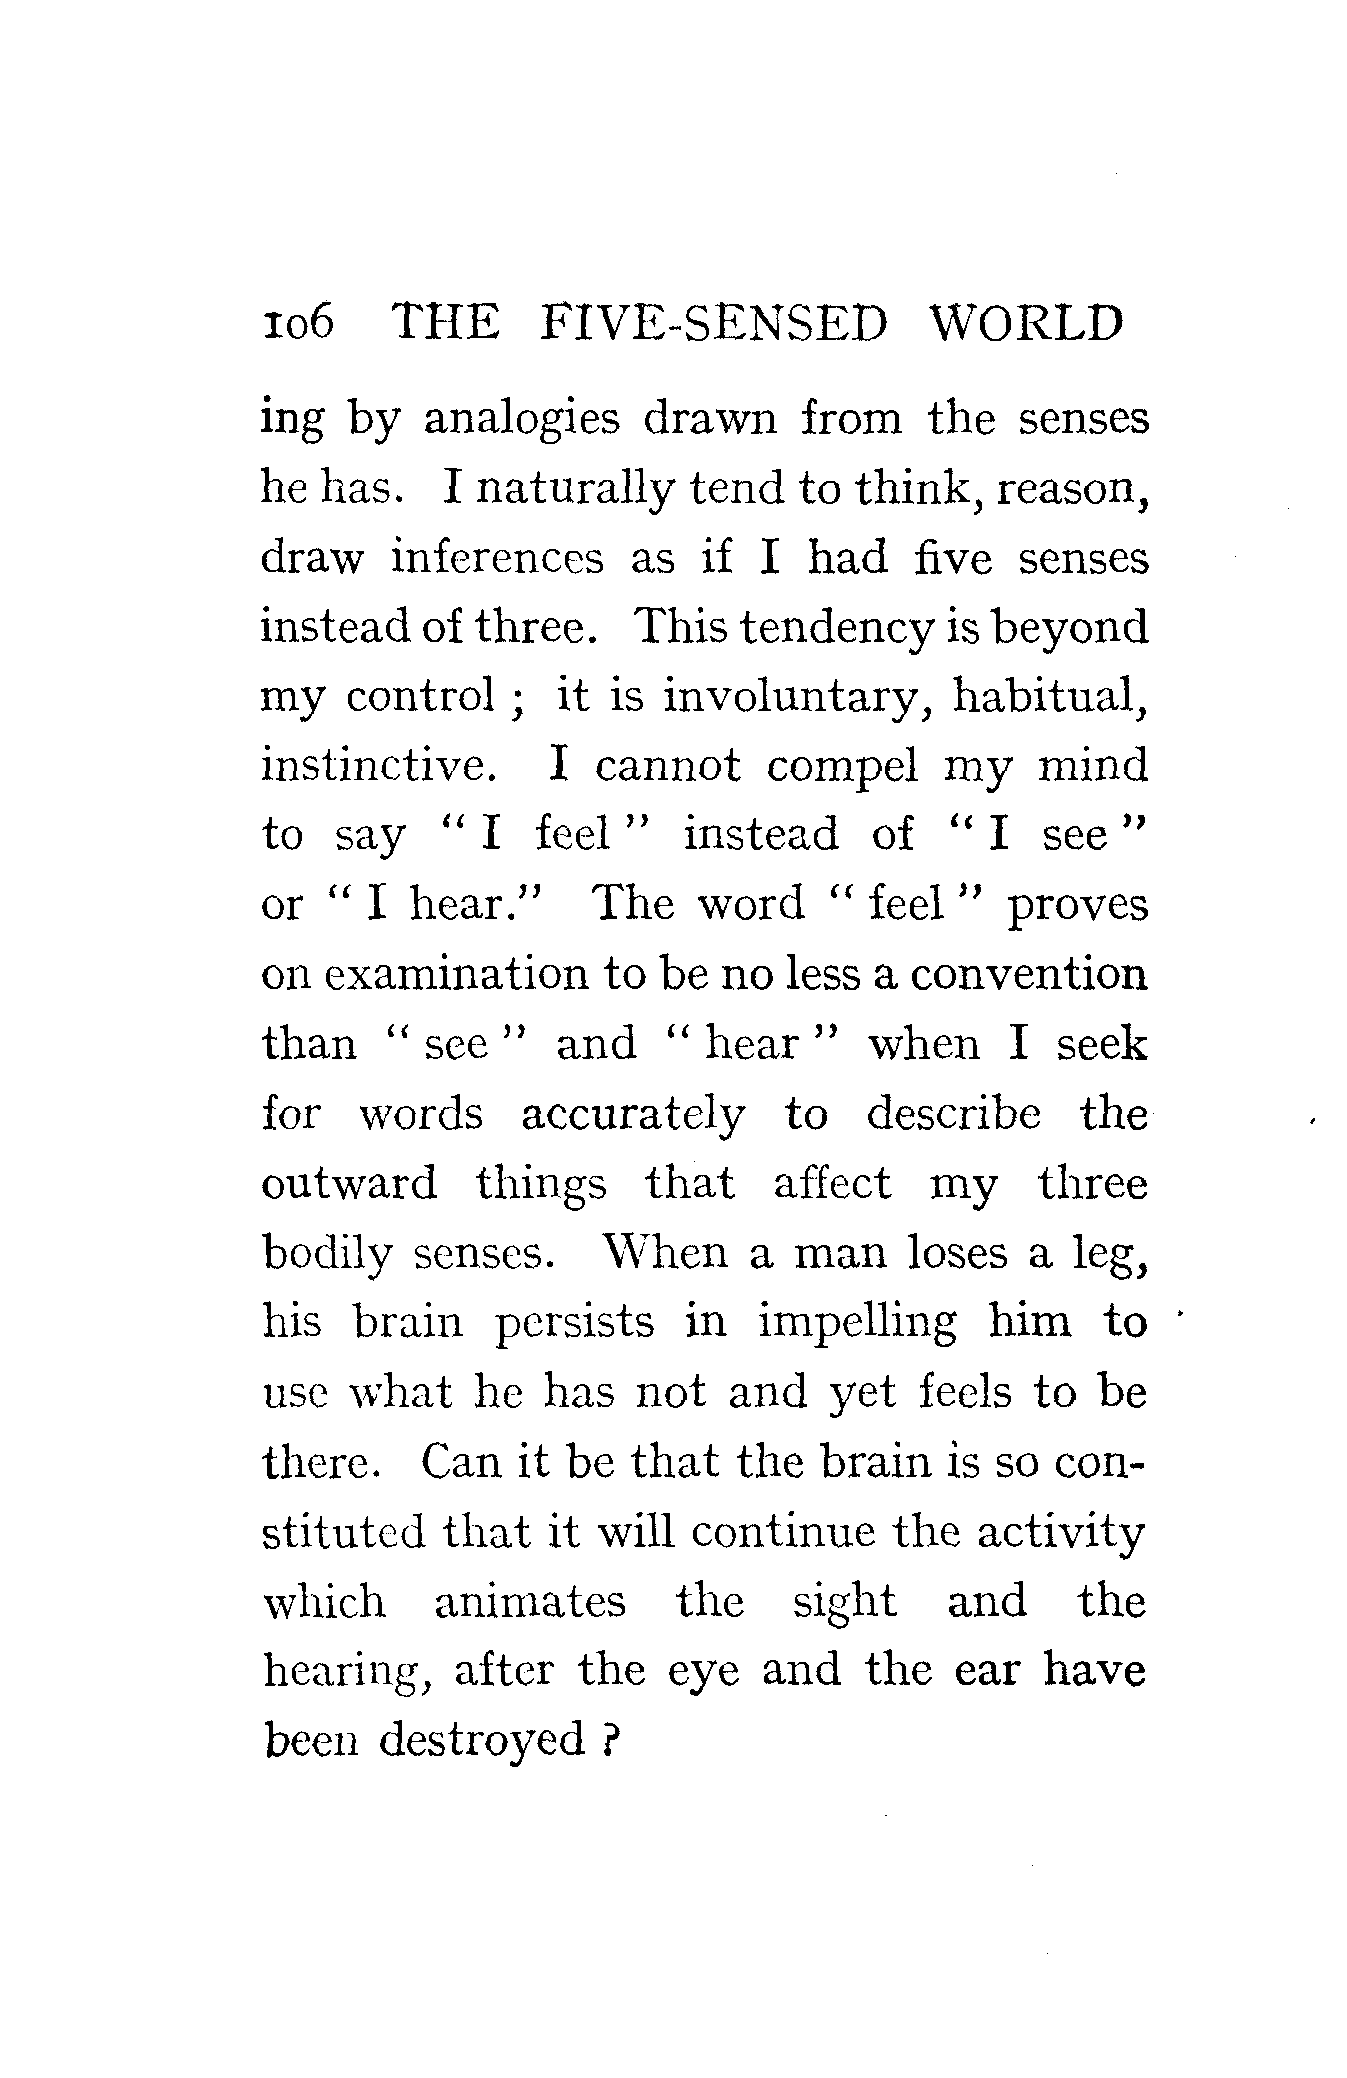 106 THE FIVE-SENSED WORLD
ing by analogies drawn from the senses
he has. I naturally tend to think, reason,
draw inferences as if I had five senses
instead of three. This tendency is beyond
my control ; it is involuntary, habitual,
instinctive. I cannot compel my mind
to say " I feel " instead of " I see "
or " I hear." The word " feel " proves
on examination to be no less a convention
than " see " and " hear " when I seek
for words accurately to describe the
outward things that affect my three
bodily senses. When a man loses a leg,
his brain persists in impelling him to
use what he has not and yet feels to be
there. Can it be that the brain is so con-
stituted that it will continue the activity
which animates the sight and the
hearing, after the eye and the ear have
been destroyed ?